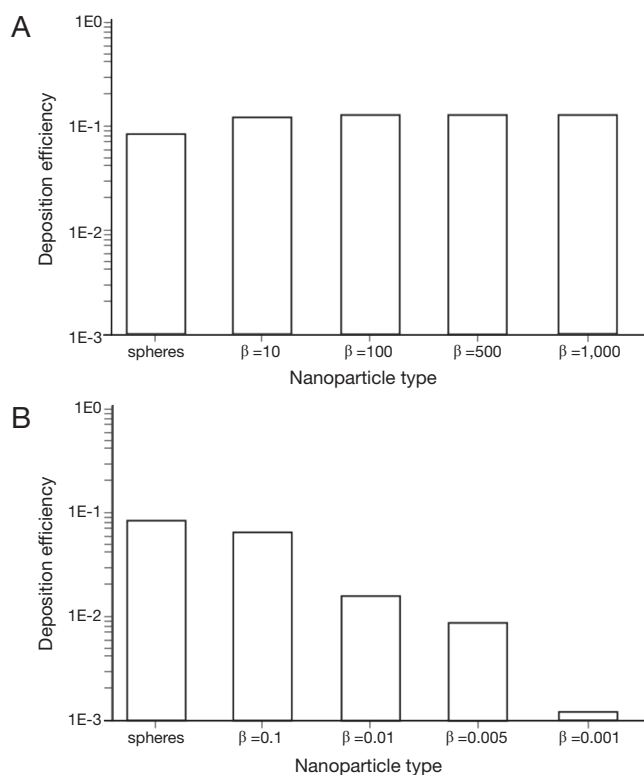 A
1E0
1E-1
1E-2
1E-3
Deposition efficiency
spheres β=10 β=100 β=500 β=1,000
Nanoparticle type
B
1E0
1E-1
1E-2
1E-3
Deposition efficiency
spheres β=0.1 β=0.01 β=0.005 β=0.001
Nanoparticle type